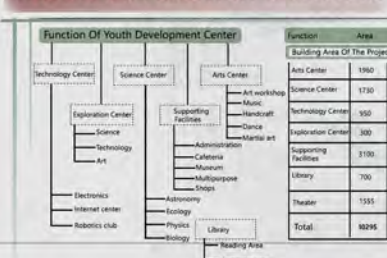 Function Of Youth Development Center
Technology Center
Science Center
Arts Center
Art workshop
Music
Handcraft
Dance
Martial art
Exploration Center
Science
Technology
Art
Supporting
Facilities
Administration
Cafeteria
Museum
Multipurpose
Shops
Electronics
Internet center
Robotics club
Astronomy
Ecology
Physics
Biology
Library
Reading Area
Function Area
Building Area Of The Projec
Arts Center 1960
Science Center 1730
Technology Center 950
Exploration Center 300
Supporting
Facilities 3100
Library 700
Theater 1555
Total 10295